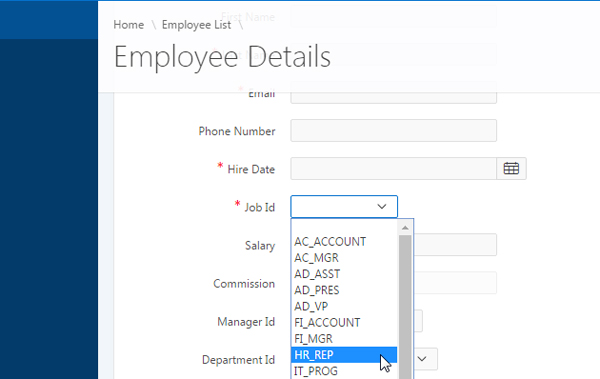 First Name
Home \ Employee List \
Employee Details
* Email
Phone Number
* Hire Date
* Job Id
AC_ACCOUNT
Salary
AC_MGR
AD_ASST
Commission
AD_PRES
AD_VP
Manager Id
FI_ACCOUNT
FI_MGR
Department Id
HR_REP
IT_PROG